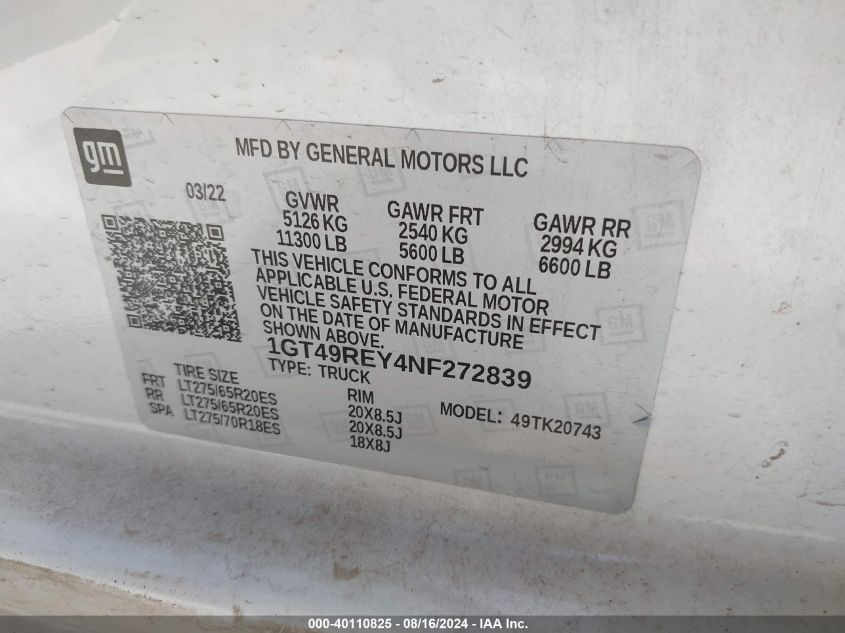 gm
MFD BY GENERAL MOTORS LLC
03/22
GVWR
5126 KG
11300 LB
GAWR FRT
2540 KG
5600 LB
GAWR RR
2994 KG
6600 LB
THIS VEHICLE CONFORMS TO ALL
APPLICABLE U.S. FEDERAL MOTOR
VEHICLE SAFETY STANDARDS IN EFFECT
ON THE DATE OF MANUFACTURE
SHOWN ABOVE.
1GT49REY4NF272839
TYPE: TRUCK
MODEL: 49TK20743
TIRE SIZE RIM
FRT LT275/65R20ES 20X8.5J
RR LT275/65R20ES 20X8.5J
SPA LT275/70R18ES 18X8J
000-40110825 - 08/16/2024 - IAA Inc.